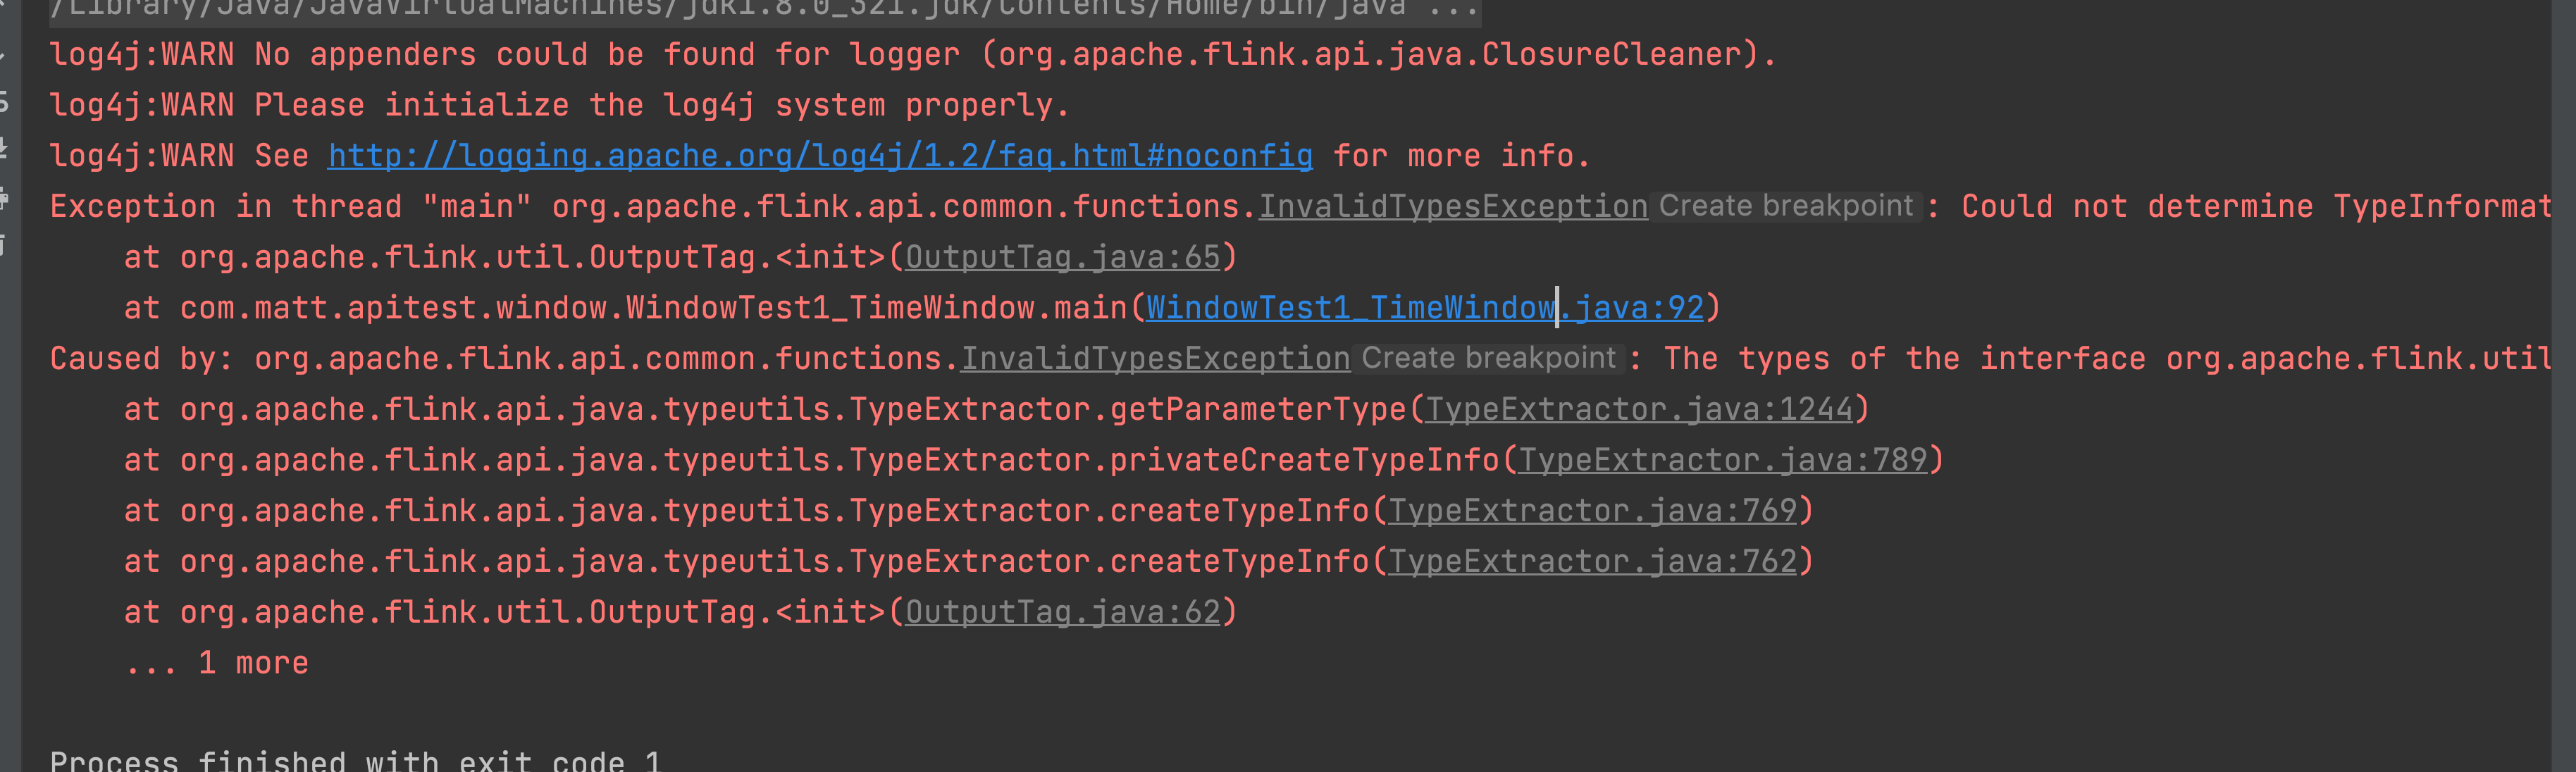 /Library/Java/JavaVirtualMachines/jdk1.8.0_321.jdk/Contents/Home/bin/java ...
log4j:WARN No appenders could be found for logger (org.apache.flink.api.java.ClosureCleaner).
log4j:WARN Please initialize the log4j system properly.
log4j:WARN See http://logging.apache.org/log4j/1.2/faq.html#noconfig for more info.
Exception in thread "main" org.apache.flink.api.common.functions.InvalidTypesException Create breakpoint : Could not determine TypeInformat
at org.apache.flink.util.OutputTag.<init>(OutputTag.java:65)
at com.matt.apitest.window.WindowTest1_TimeWindow.main(WindowTest1_TimeWindow.java:92)
Caused by: org.apache.flink.api.common.functions.InvalidTypesException Create breakpoint : The types of the interface org.apache.flink.util
at org.apache.flink.api.java.typeutils.TypeExtractor.getParameterType(TypeExtractor.java:1244)
at org.apache.flink.api.java.typeutils.TypeExtractor.privateCreateTypeInfo(TypeExtractor.java:789)
at org.apache.flink.api.java.typeutils.TypeExtractor.createTypeInfo(TypeExtractor.java:769)
at org.apache.flink.api.java.typeutils.TypeExtractor.createTypeInfo(TypeExtractor.java:762)
at org.apache.flink.util.OutputTag.<init>(OutputTag.java:62)
... 1 more
Process finished with exit code 1